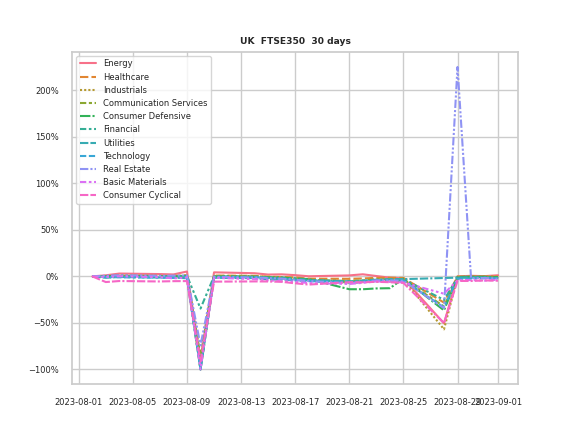 UK FTSE350 30 days
Energy
Healthcare
Industrials
Communication Services
Consumer Defensive
Financial
Utilities
Technology
Real Estate
Basic Materials
Consumer Cyclical
200%
150%
100%
50%
0%
−50%
−100%
2023-08-01 2023-08-05 2023-08-09 2023-08-13 2023-08-17 2023-08-21 2023-08-25 2023-08-29 2023-09-01